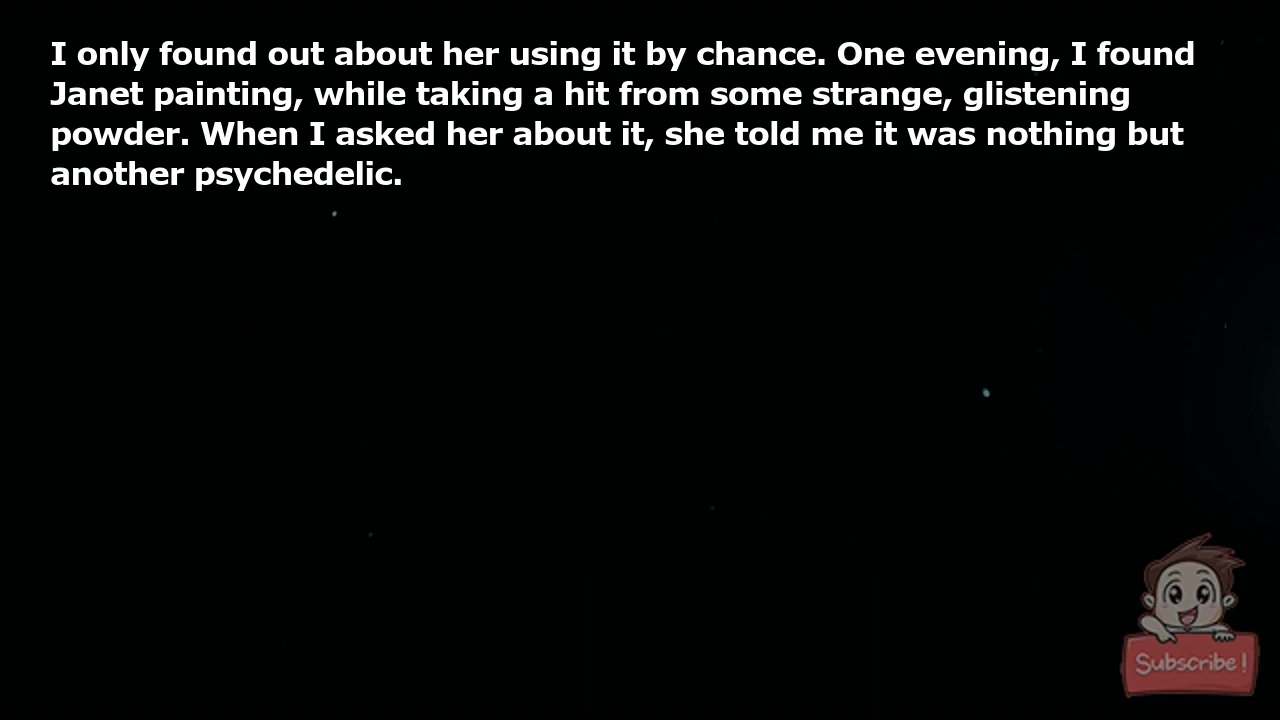 I only found out about her using it by chance. One evening, I found
Janet painting, while taking a hit from some strange, glistening
powder. When I asked her about it, she told me it was nothing but
another psychedelic.
Subscribe!